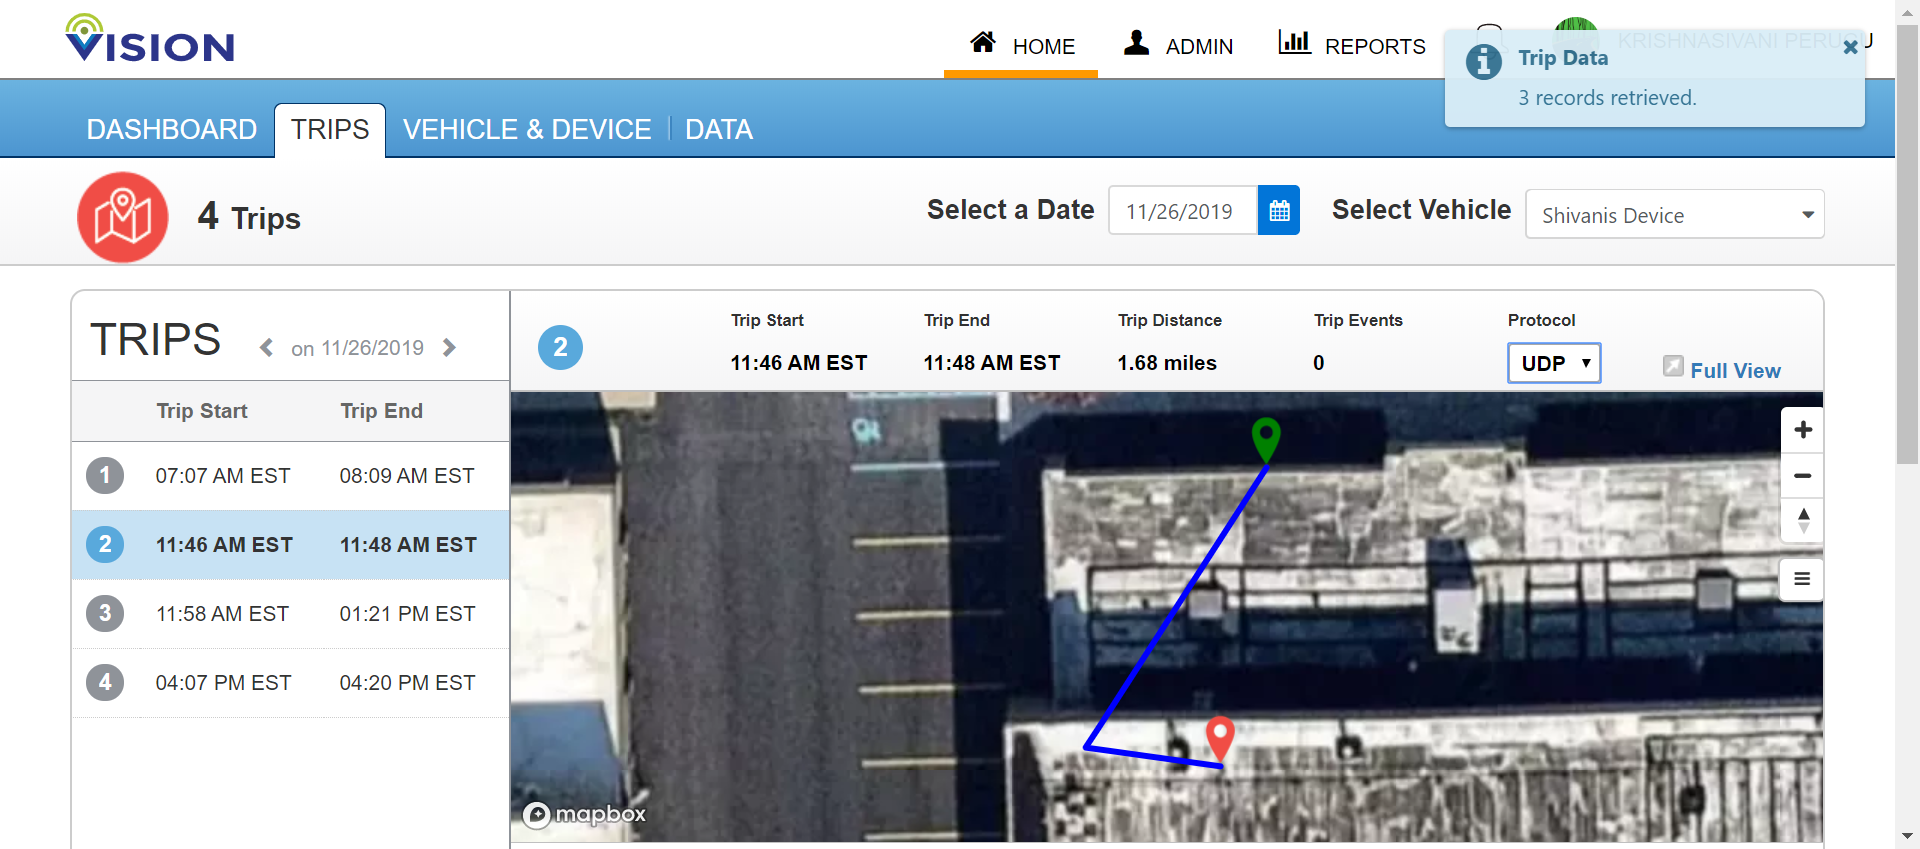 VISION
HOME
ADMIN
REPORTS
KRISHNASIVANI PERUGU
Trip Data
3 records retrieved.
DASHBOARD
TRIPS
VEHICLE & DEVICE
DATA
4 Trips
Select a Date
11/26/2019
Select Vehicle
Shivanis Device
TRIPS
on 11/26/2019
Trip Start
Trip End
1 07:07 AM EST 08:09 AM EST
2 11:46 AM EST 11:48 AM EST
3 11:58 AM EST 01:21 PM EST
4 04:07 PM EST 04:20 PM EST
2
Trip Start
11:46 AM EST
Trip End
11:48 AM EST
Trip Distance
1.68 miles
Trip Events
0
Protocol
UDP
Full View
mapbox